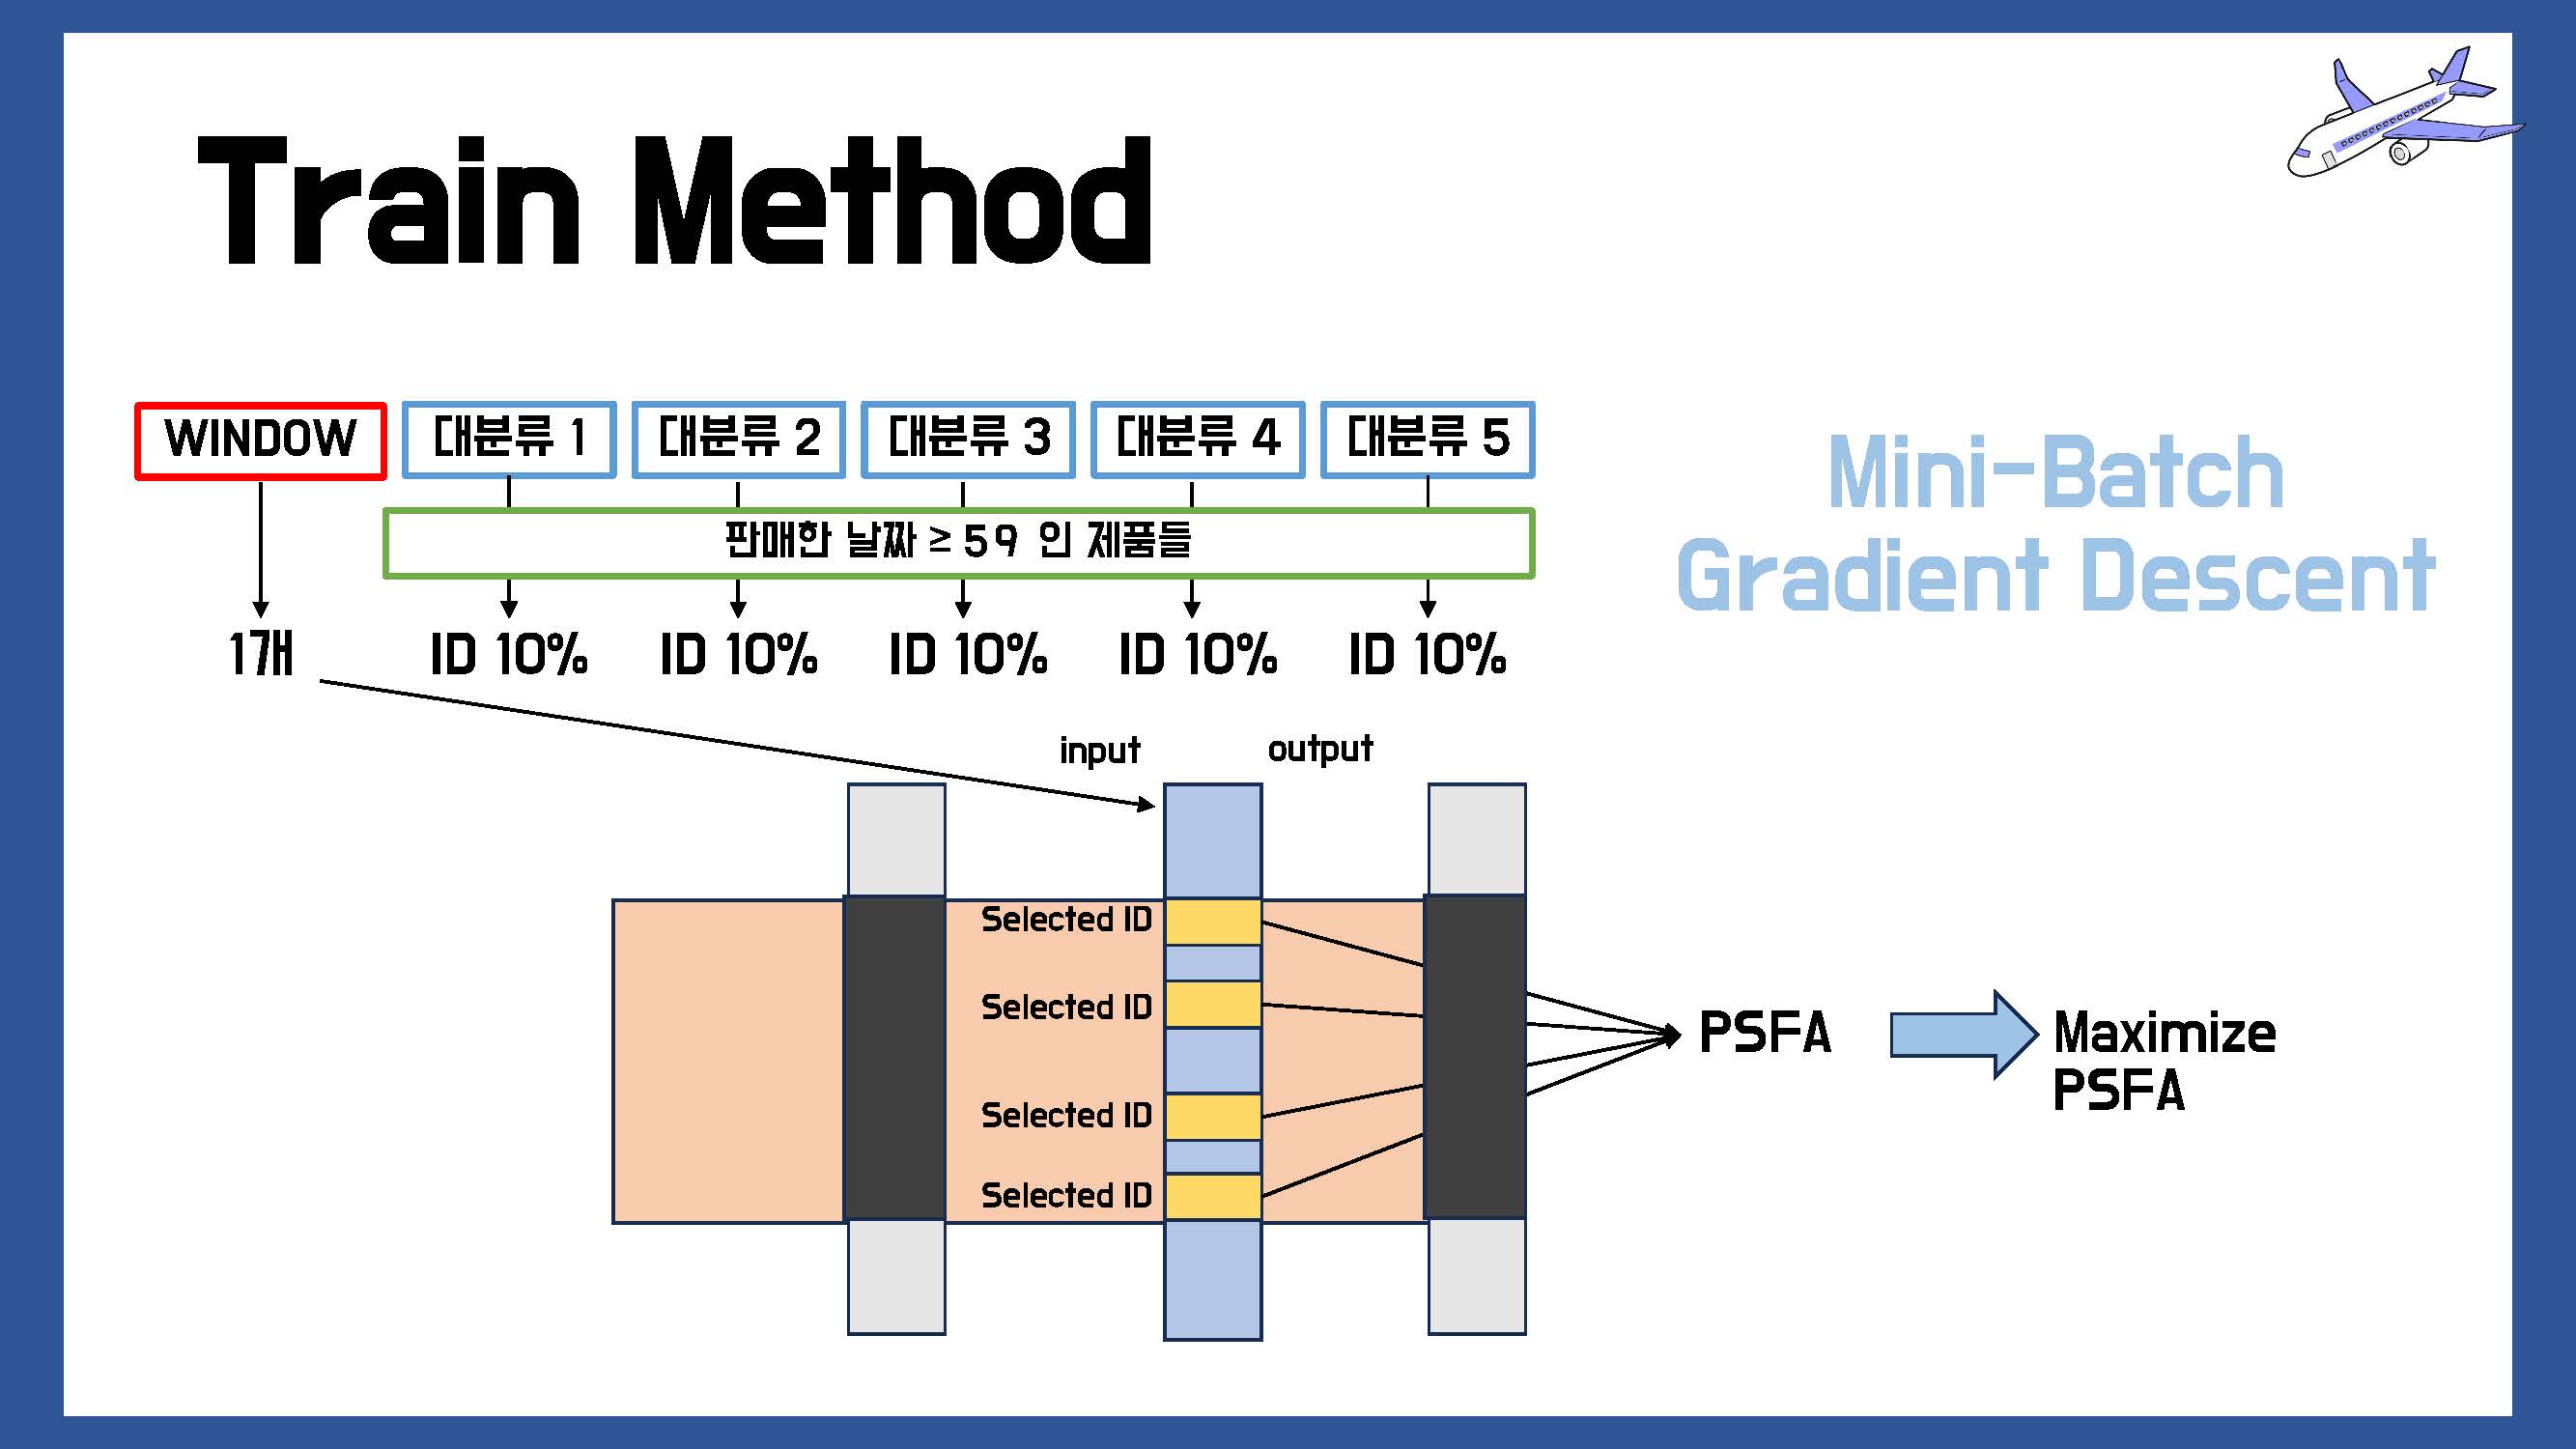 Train Method
WINDOW
대분류 1
대분류 2
대분류 3
대분류 4
대분류 5
판매한 날짜 ≥ 59 인 제품들
1개
ID 10%
ID 10%
ID 10%
ID 10%
ID 10%
Mini-Batch
Gradient Descent
input
output
Selected ID
Selected ID
Selected ID
Selected ID
PSFA
Maximize
PSFA